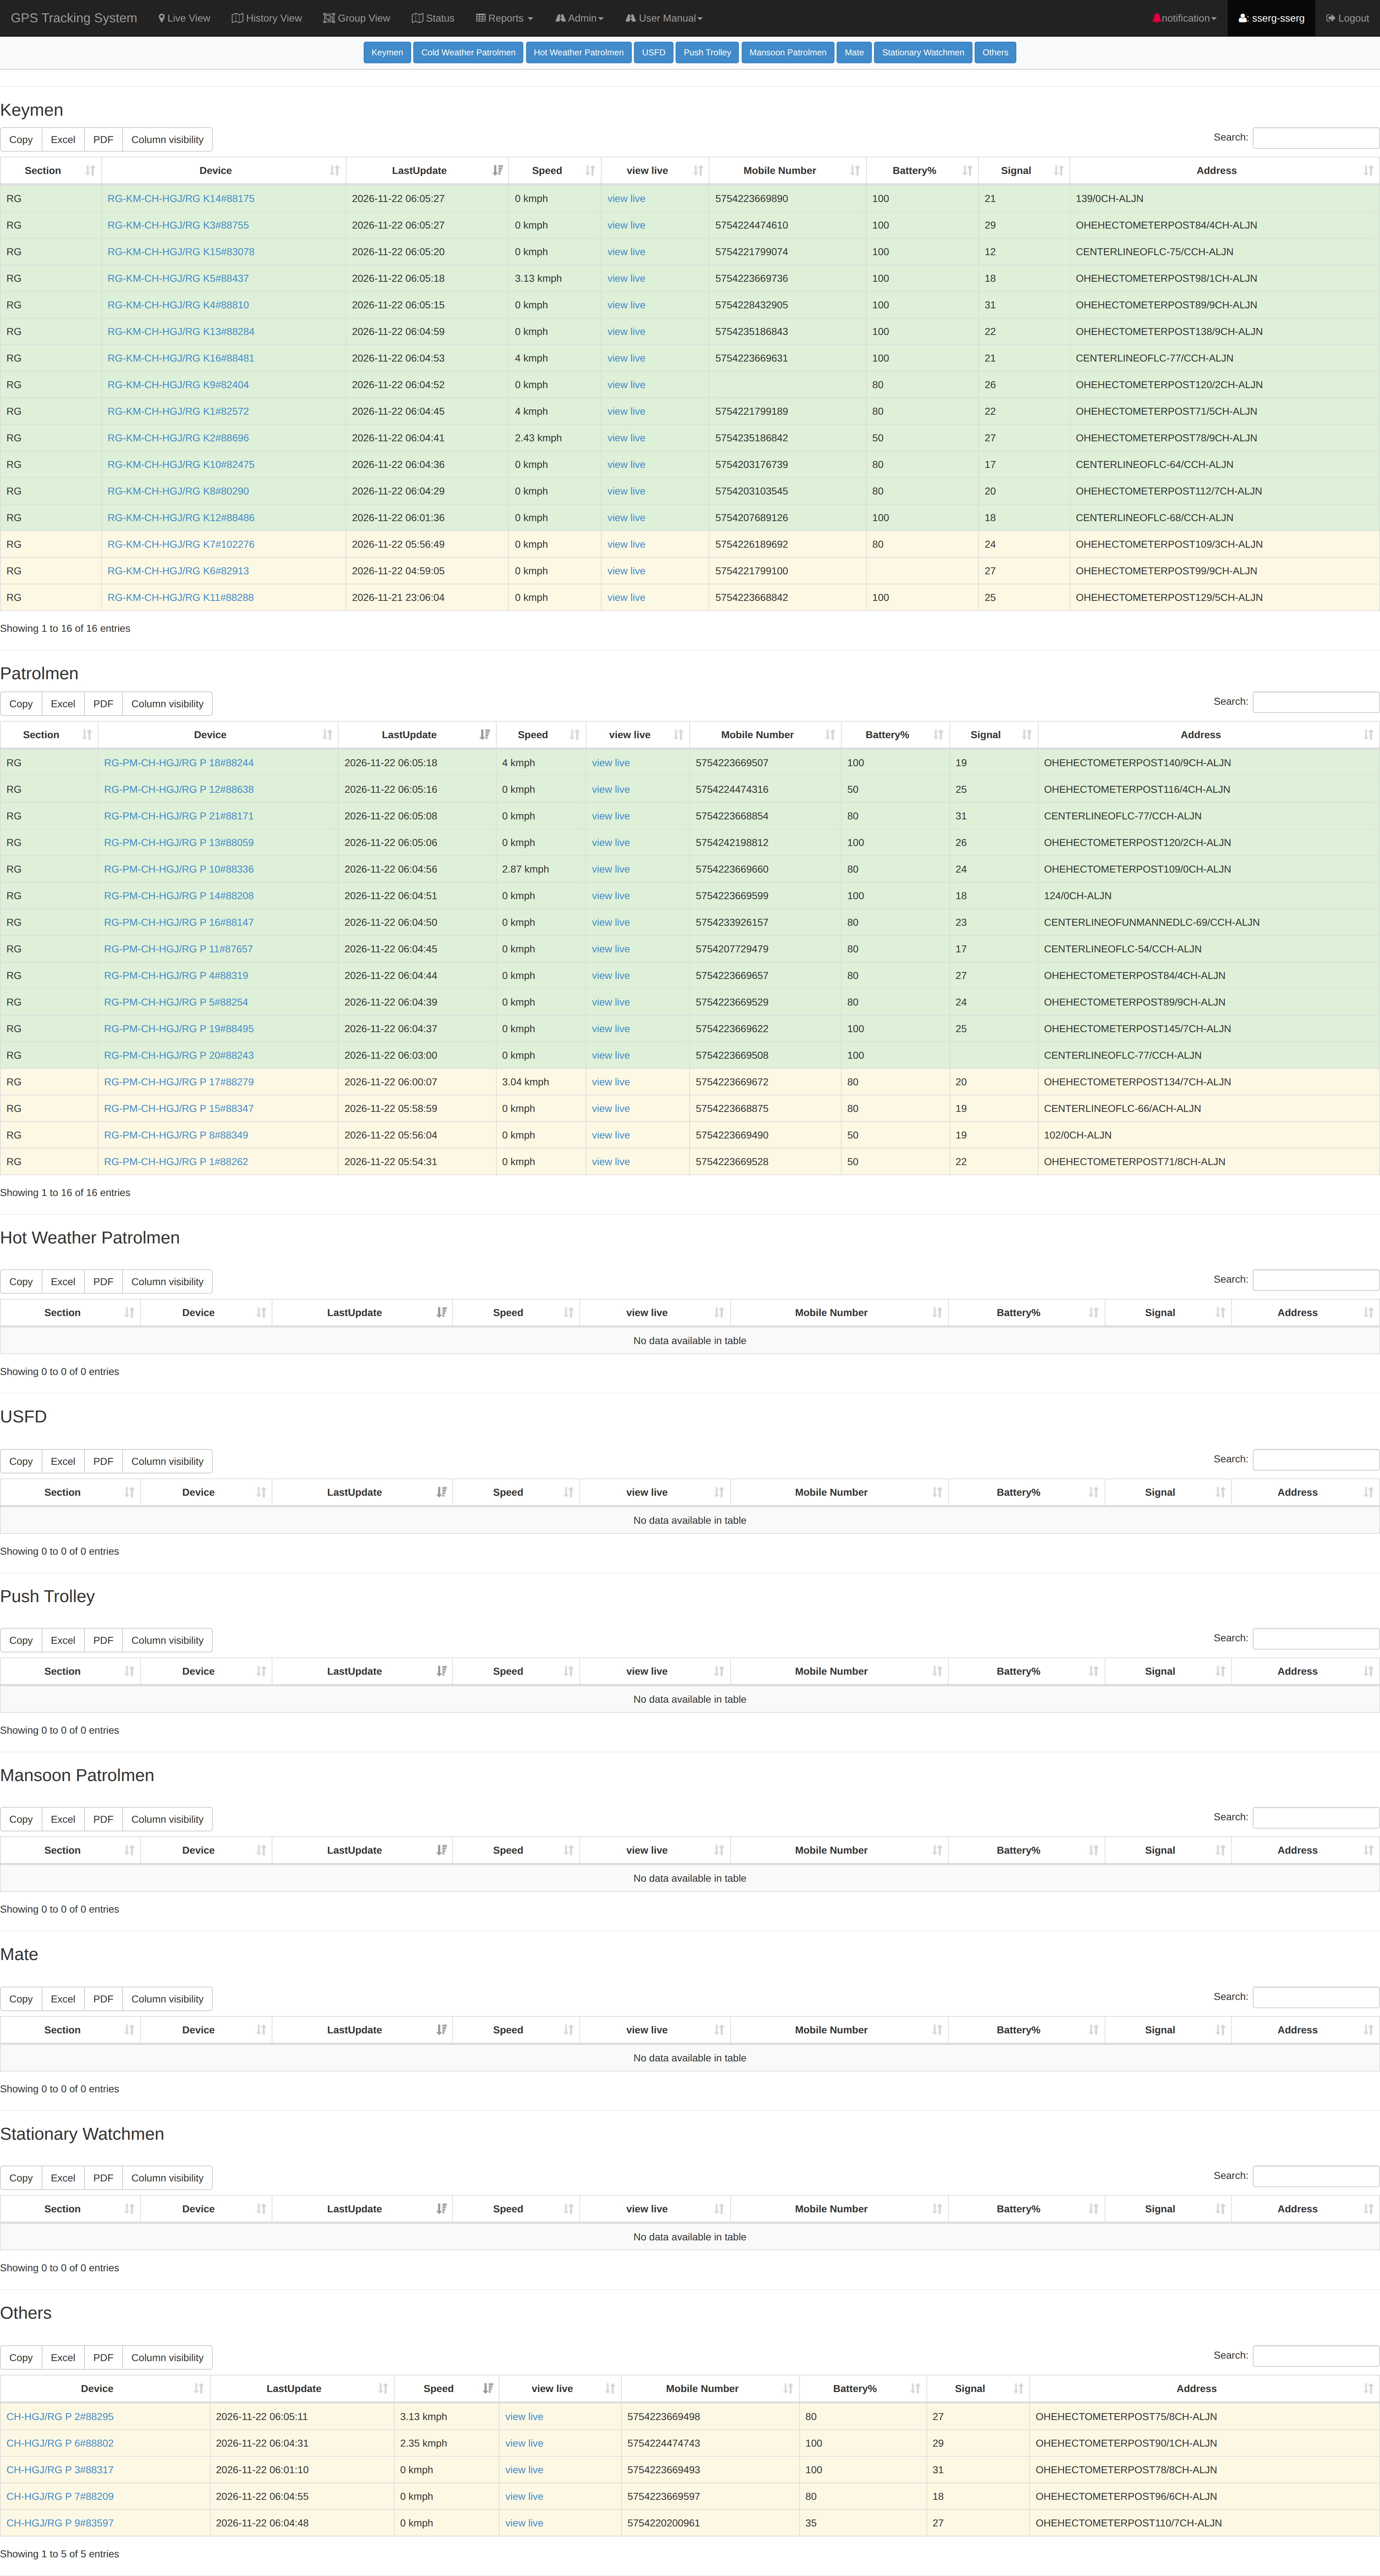 GPS Tracking System Live View History View Group View Status Reports Admin User Manual notification : sserg-sserg Logout
Keymen Cold Weather Patrolmen Hot Weather Patrolmen USFD Push Trolley Mansoon Patrolmen Mate Stationary Watchmen Others
Keymen
Copy Excel PDF Column visibility Search:
Section Device LastUpdate Speed view live Mobile Number Battery% Signal Address
RG RG-KM-CH-HGJ/RG K14#88175 2026-11-22 06:05:27 0 kmph view live 5754223669890 100 21 139/0CH-ALJN
RG RG-KM-CH-HGJ/RG K3#88755 2026-11-22 06:05:27 0 kmph view live 5754224474610 100 29 OHEHECTOMETERPOST84/4CH-ALJN
RG RG-KM-CH-HGJ/RG K15#83078 2026-11-22 06:05:20 0 kmph view live 5754221799074 100 12 CENTERLINEOFLC-75/CCH-ALJN
RG RG-KM-CH-HGJ/RG K5#88437 2026-11-22 06:05:18 3.13 kmph view live 5754223669736 100 18 OHEHECTOMETERPOST98/1CH-ALJN
RG RG-KM-CH-HGJ/RG K4#88810 2026-11-22 06:05:15 0 kmph view live 5754228432905 100 31 OHEHECTOMETERPOST89/9CH-ALJN
RG RG-KM-CH-HGJ/RG K13#88284 2026-11-22 06:04:59 0 kmph view live 5754235186843 100 22 OHEHECTOMETERPOST138/9CH-ALJN
RG RG-KM-CH-HGJ/RG K16#88481 2026-11-22 06:04:53 4 kmph view live 5754223669631 100 21 CENTERLINEOFLC-77/CCH-ALJN
RG RG-KM-CH-HGJ/RG K9#82404 2026-11-22 06:04:52 0 kmph view live 80 26 OHEHECTOMETERPOST120/2CH-ALJN
RG RG-KM-CH-HGJ/RG K1#82572 2026-11-22 06:04:45 4 kmph view live 5754221799189 80 22 OHEHECTOMETERPOST71/5CH-ALJN
RG RG-KM-CH-HGJ/RG K2#88696 2026-11-22 06:04:41 2.43 kmph view live 5754235186842 50 27 OHEHECTOMETERPOST78/9CH-ALJN
RG RG-KM-CH-HGJ/RG K10#82475 2026-11-22 06:04:36 0 kmph view live 5754203176739 80 17 CENTERLINEOFLC-64/CCH-ALJN
RG RG-KM-CH-HGJ/RG K8#80290 2026-11-22 06:04:29 0 kmph view live 5754203103545 80 20 OHEHECTOMETERPOST112/7CH-ALJN
RG RG-KM-CH-HGJ/RG K12#88486 2026-11-22 06:01:36 0 kmph view live 5754207689126 100 18 CENTERLINEOFLC-68/CCH-ALJN
RG RG-KM-CH-HGJ/RG K7#102276 2026-11-22 05:56:49 0 kmph view live 5754226189692 80 24 OHEHECTOMETERPOST109/3CH-ALJN
RG RG-KM-CH-HGJ/RG K6#82913 2026-11-22 04:59:05 0 kmph view live 5754221799100 27 OHEHECTOMETERPOST99/9CH-ALJN
RG RG-KM-CH-HGJ/RG K11#88288 2026-11-21 23:06:04 0 kmph view live 5754223668842 100 25 OHEHECTOMETERPOST129/5CH-ALJN
Showing 1 to 16 of 16 entries
Patrolmen
Copy Excel PDF Column visibility Search:
Section Device LastUpdate Speed view live Mobile Number Battery% Signal Address
RG RG-PM-CH-HGJ/RG P 18#88244 2026-11-22 06:05:18 4 kmph view live 5754223669507 100 19 OHEHECTOMETERPOST140/9CH-ALJN
RG RG-PM-CH-HGJ/RG P 12#88638 2026-11-22 06:05:16 0 kmph view live 5754224474316 50 25 OHEHECTOMETERPOST116/4CH-ALJN
RG RG-PM-CH-HGJ/RG P 21#88171 2026-11-22 06:05:08 0 kmph view live 5754223668854 80 31 CENTERLINEOFLC-77/CCH-ALJN
RG RG-PM-CH-HGJ/RG P 13#88059 2026-11-22 06:05:06 0 kmph view live 5754242198812 100 26 OHEHECTOMETERPOST120/2CH-ALJN
RG RG-PM-CH-HGJ/RG P 10#88336 2026-11-22 06:04:56 2.87 kmph view live 5754223669660 80 24 OHEHECTOMETERPOST109/0CH-ALJN
RG RG-PM-CH-HGJ/RG P 14#88208 2026-11-22 06:04:51 0 kmph view live 5754223669599 100 18 124/0CH-ALJN
RG RG-PM-CH-HGJ/RG P 16#88147 2026-11-22 06:04:50 0 kmph view live 5754233926157 80 23 CENTERLINEOFUNMANNEDLC-69/CCH-ALJN
RG RG-PM-CH-HGJ/RG P 11#87657 2026-11-22 06:04:45 0 kmph view live 5754207729479 80 17 CENTERLINEOFLC-54/CCH-ALJN
RG RG-PM-CH-HGJ/RG P 4#88319 2026-11-22 06:04:44 0 kmph view live 5754223669657 80 27 OHEHECTOMETERPOST84/4CH-ALJN
RG RG-PM-CH-HGJ/RG P 5#88254 2026-11-22 06:04:39 0 kmph view live 5754223669529 80 24 OHEHECTOMETERPOST89/9CH-ALJN
RG RG-PM-CH-HGJ/RG P 19#88495 2026-11-22 06:04:37 0 kmph view live 5754223669622 100 25 OHEHECTOMETERPOST145/7CH-ALJN
RG RG-PM-CH-HGJ/RG P 20#88243 2026-11-22 06:03:00 0 kmph view live 5754223669508 100 CENTERLINEOFLC-77/CCH-ALJN
RG RG-PM-CH-HGJ/RG P 17#88279 2026-11-22 06:00:07 3.04 kmph view live 5754223669672 80 20 OHEHECTOMETERPOST134/7CH-ALJN
RG RG-PM-CH-HGJ/RG P 15#88347 2026-11-22 05:58:59 0 kmph view live 5754223668875 80 19 CENTERLINEOFLC-66/ACH-ALJN
RG RG-PM-CH-HGJ/RG P 8#88349 2026-11-22 05:56:04 0 kmph view live 5754223669490 50 19 102/0CH-ALJN
RG RG-PM-CH-HGJ/RG P 1#88262 2026-11-22 05:54:31 0 kmph view live 5754223669528 50 22 OHEHECTOMETERPOST71/8CH-ALJN
Showing 1 to 16 of 16 entries
Hot Weather Patrolmen
Copy Excel PDF Column visibility Search:
Section Device LastUpdate Speed view live Mobile Number Battery% Signal Address
No data available in table
Showing 0 to 0 of 0 entries
USFD
Copy Excel PDF Column visibility Search:
Section Device LastUpdate Speed view live Mobile Number Battery% Signal Address
No data available in table
Showing 0 to 0 of 0 entries
Push Trolley
Copy Excel PDF Column visibility Search:
Section Device LastUpdate Speed view live Mobile Number Battery% Signal Address
No data available in table
Showing 0 to 0 of 0 entries
Mansoon Patrolmen
Copy Excel PDF Column visibility Search:
Section Device LastUpdate Speed view live Mobile Number Battery% Signal Address
No data available in table
Showing 0 to 0 of 0 entries
Mate
Copy Excel PDF Column visibility Search:
Section Device LastUpdate Speed view live Mobile Number Battery% Signal Address
No data available in table
Showing 0 to 0 of 0 entries
Stationary Watchmen
Copy Excel PDF Column visibility Search:
Section Device LastUpdate Speed view live Mobile Number Battery% Signal Address
No data available in table
Showing 0 to 0 of 0 entries
Others
Copy Excel PDF Column visibility Search:
Device LastUpdate Speed view live Mobile Number Battery% Signal Address
CH-HGJ/RG P 2#88295 2026-11-22 06:05:11 3.13 kmph view live 5754223669498 80 27 OHEHECTOMETERPOST75/8CH-ALJN
CH-HGJ/RG P 6#88802 2026-11-22 06:04:31 2.35 kmph view live 5754224474743 100 29 OHEHECTOMETERPOST90/1CH-ALJN
CH-HGJ/RG P 3#88317 2026-11-22 06:01:10 0 kmph view live 5754223669493 100 31 OHEHECTOMETERPOST78/8CH-ALJN
CH-HGJ/RG P 7#88209 2026-11-22 06:04:55 0 kmph view live 5754223669597 80 18 OHEHECTOMETERPOST96/6CH-ALJN
CH-HGJ/RG P 9#83597 2026-11-22 06:04:48 0 kmph view live 5754220200961 35 27 OHEHECTOMETERPOST110/7CH-ALJN
Showing 1 to 5 of 5 entries